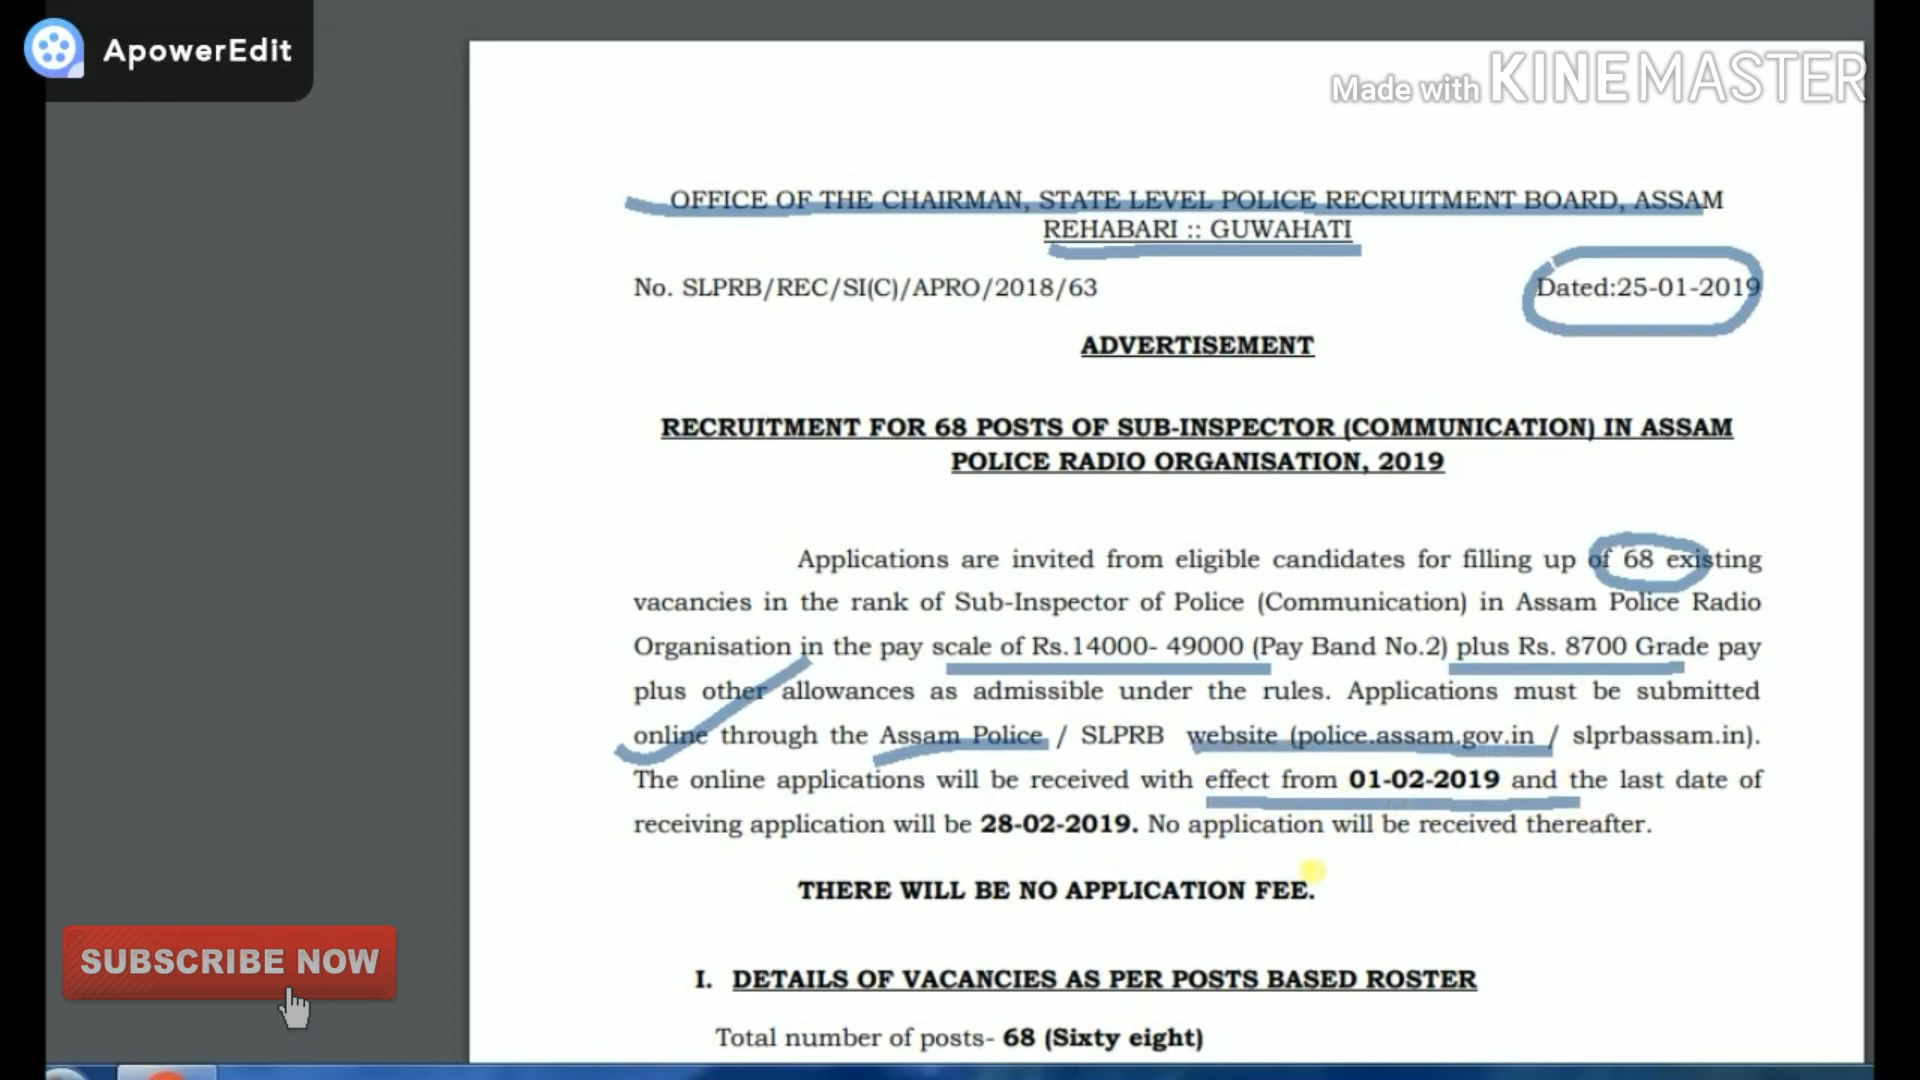 ApowerEdit
Made with KINEMASTER
OFFICE OF THE CHAIRMAN, STATE LEVEL POLICE RECRUITMENT BOARD, ASSAM
REHABARI :: GUWAHATI
No. SLPRB/REC/SI(C)/APRO/2018/63 Dated:25-01-2019
ADVERTISEMENT
RECRUITMENT FOR 68 POSTS OF SUB-INSPECTOR (COMMUNICATION) IN ASSAM
POLICE RADIO ORGANISATION, 2019
Applications are invited from eligible candidates for filling up of 68 existing
vacancies in the rank of Sub-Inspector of Police (Communication) in Assam Police Radio
Organisation in the pay scale of Rs.14000- 49000 (Pay Band No.2) plus Rs. 8700 Grade pay
plus other allowances as admissible under the rules. Applications must be submitted
online through the Assam Police / SLPRB website (police.assam.gov.in / slprbassam.in).
The online applications will be received with effect from 01-02-2019 and the last date of
receiving application will be 28-02-2019. No application will be received thereafter.
THERE WILL BE NO APPLICATION FEE.
I. DETAILS OF VACANCIES AS PER POSTS BASED ROSTER
Total number of posts- 68 (Sixty eight)
SUBSCRIBE NOW